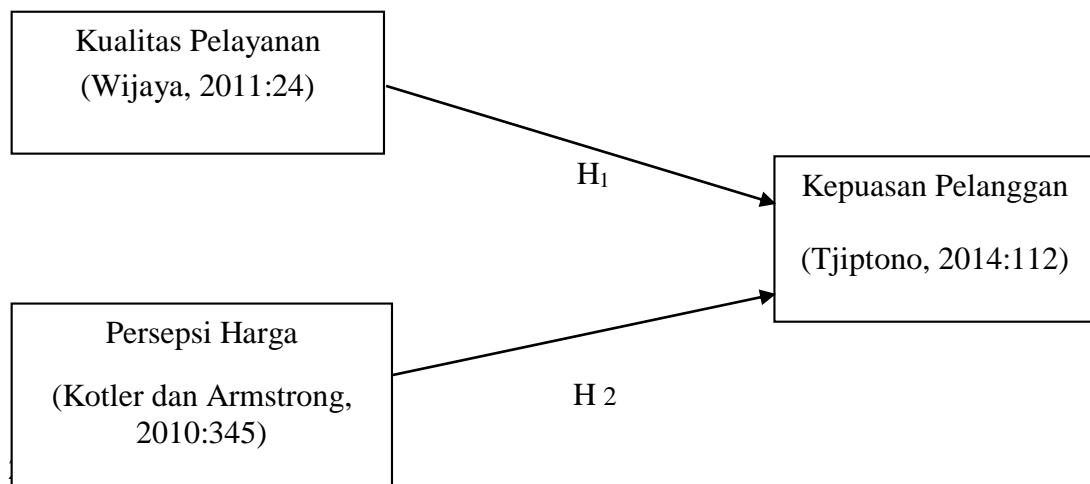 Kualitas Pelayanan
(Wijaya, 2011:24)
H₁
Kepuasan Pelanggan
(Tjiptono, 2014:112)
Persepsi Harga
(Kotler dan Armstrong,
2010:345)
H 2